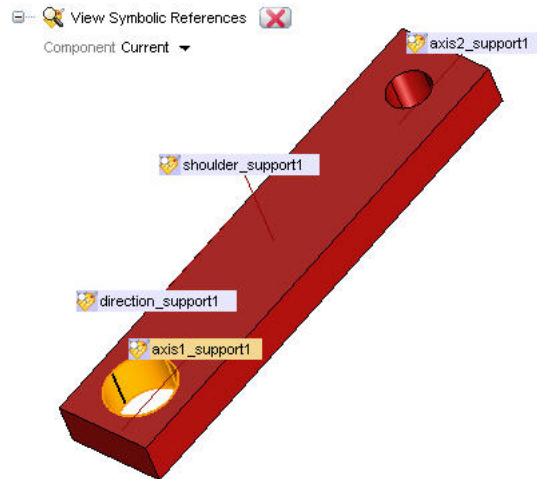 View Symbolic References
Component Current
axis2_support1
shoulder_support1
direction_support1
axis1_support1